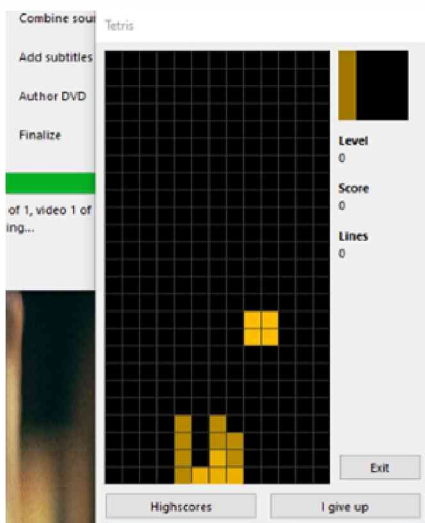 Combine sour
Tetris
Add subtitles
Author DVD
Finalize
of 1, video 1 of
ing...
Level
0
Score
0
Lines
0
Exit
Highscores
I give up